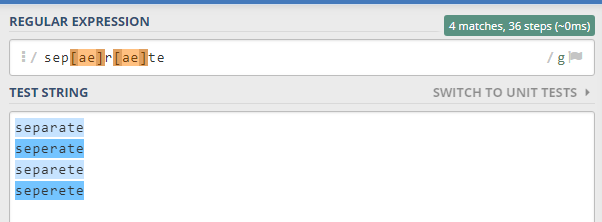 REGULAR EXPRESSION
4 matches, 36 steps (~0ms)
/ sep[ae]r[ae]te / g
TEST STRING
SWITCH TO UNIT TESTS
separate
seperate
separete
seperete